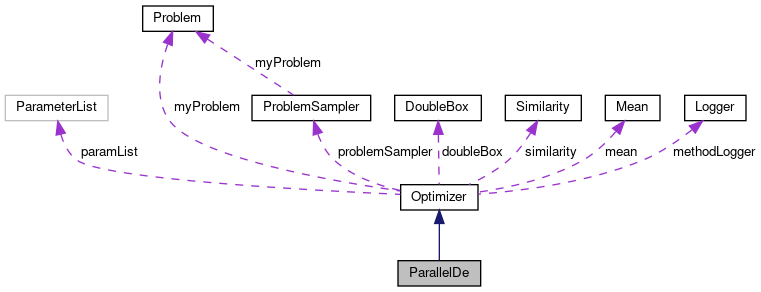 Problem
myProblem
ParameterList
myProblem
ProblemSampler
DoubleBox
Similarity
Mean
Logger
paramList
problemSampler
doubleBox
similarity
mean
methodLogger
Optimizer
ParallelDe